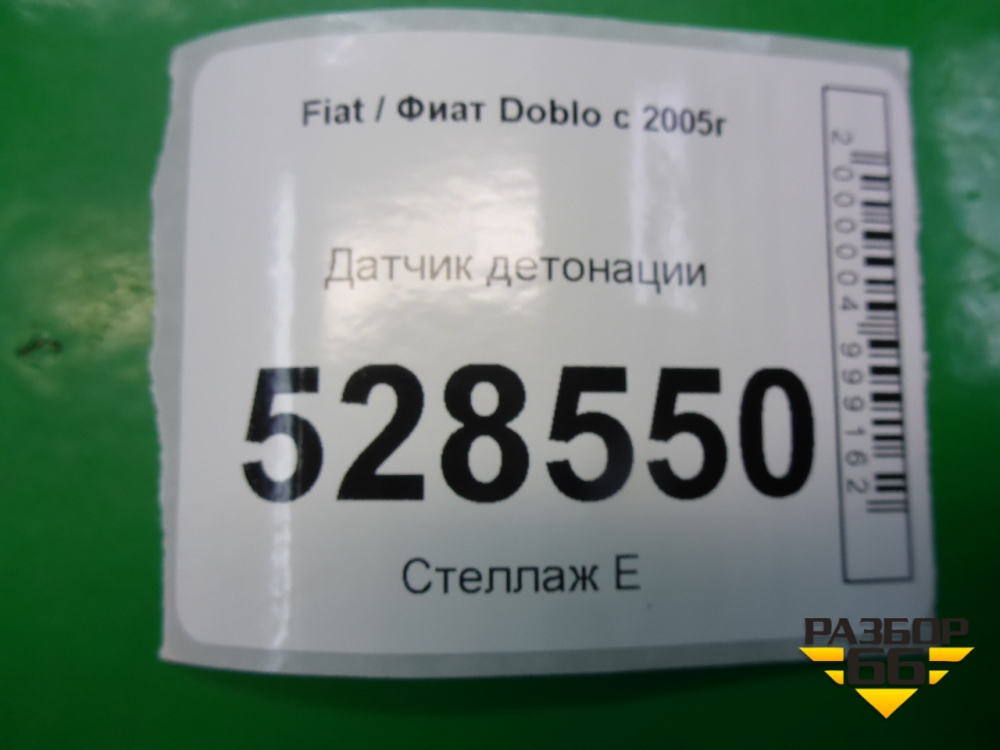 Fiat / Фиат Doblo с 2005г
Датчик детонации
528550
Стеллаж Е
2000004999162
РАЗБОР
66